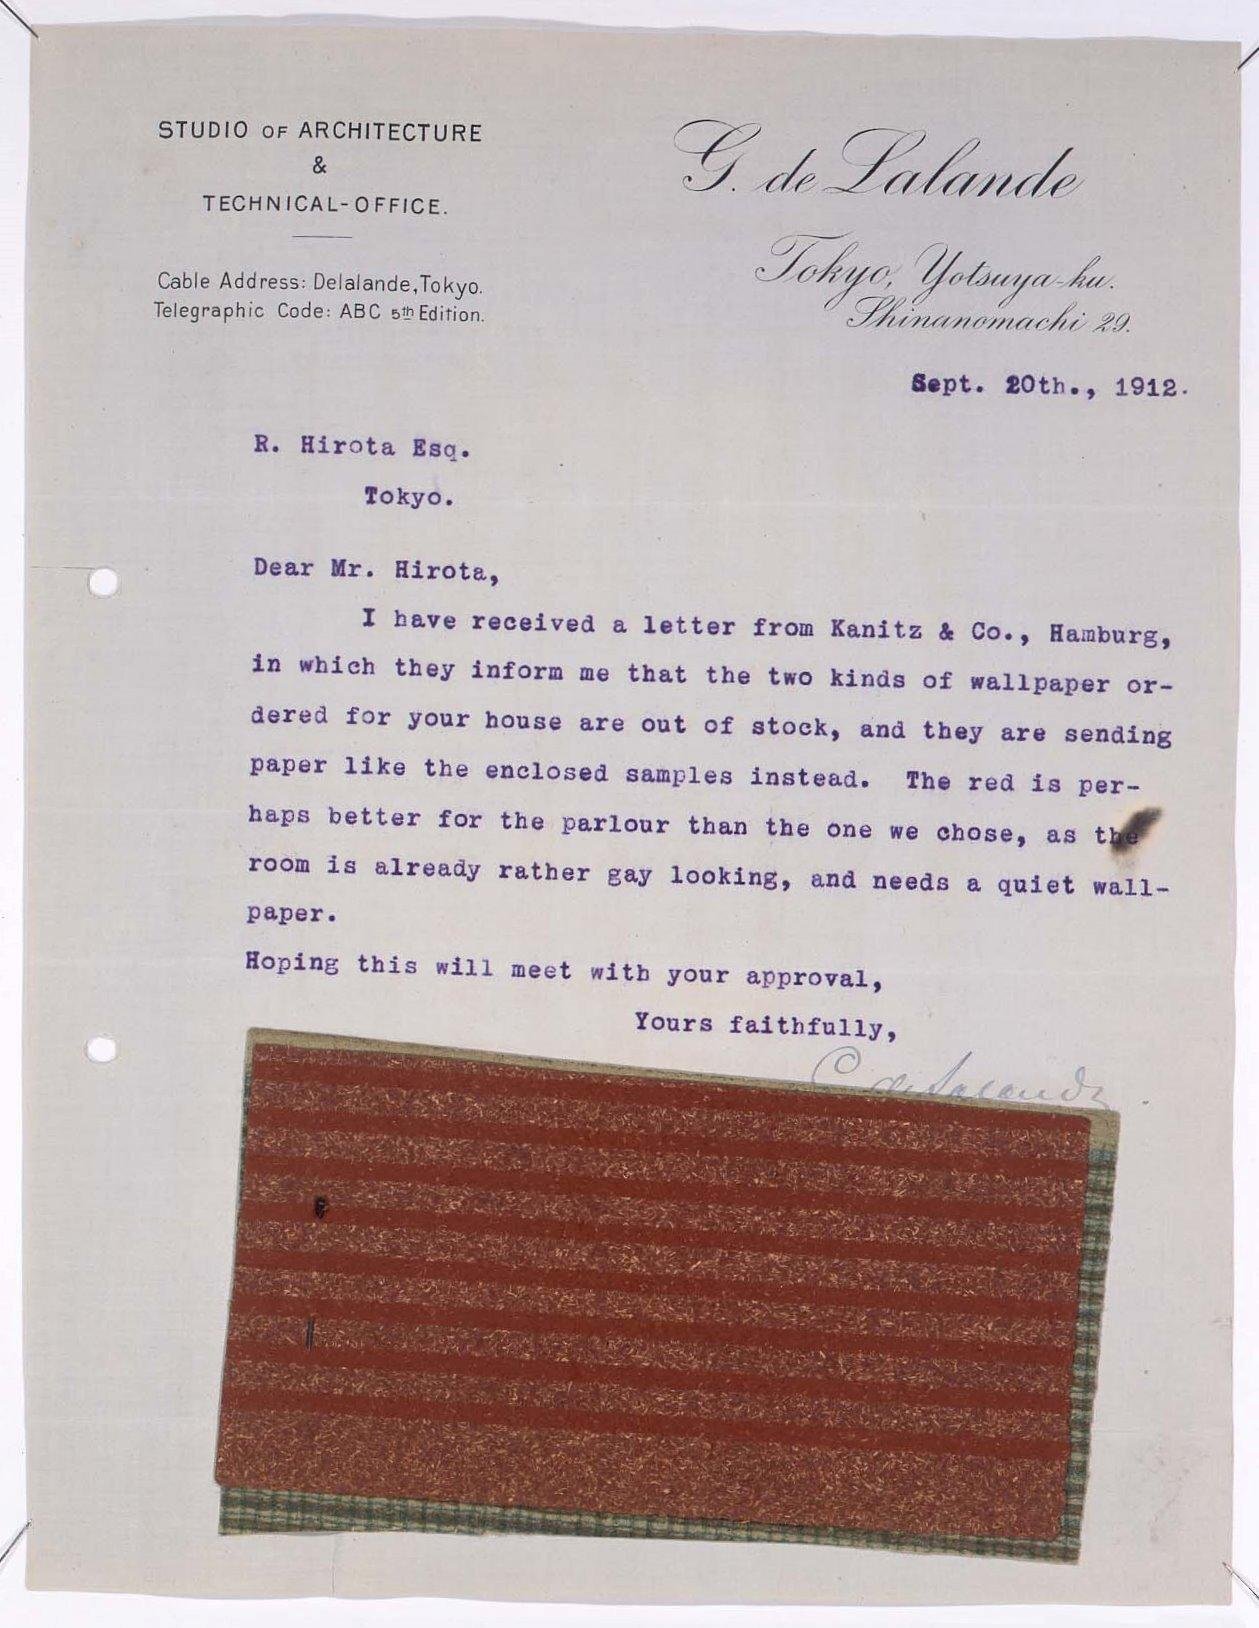 STUDIO OF ARCHITECTURE
&
TECHNICAL-OFFICE.
Cable Address: Delalande, Tokyo.
Telegraphic Code: ABC 5th Edition.
G. de Lalande
Tokyo, Yotsuya-ku.
Shinanomachi 29.
Sept. 20th., 1912.
R. Hirota Esq.
Tokyo.
Dear Mr. Hirota,
I have received a letter from Kanitz & Co., Hamburg,
in which they inform me that the two kinds of wallpaper or-
dered for your house are out of stock, and they are sending
paper like the enclosed samples instead. The red is per-
haps better for the parlour than the one we chose, as the
room is already rather gay looking, and needs a quiet wall-
paper.
Hoping this will meet with your approval,
Yours faithfully,
de Lalande